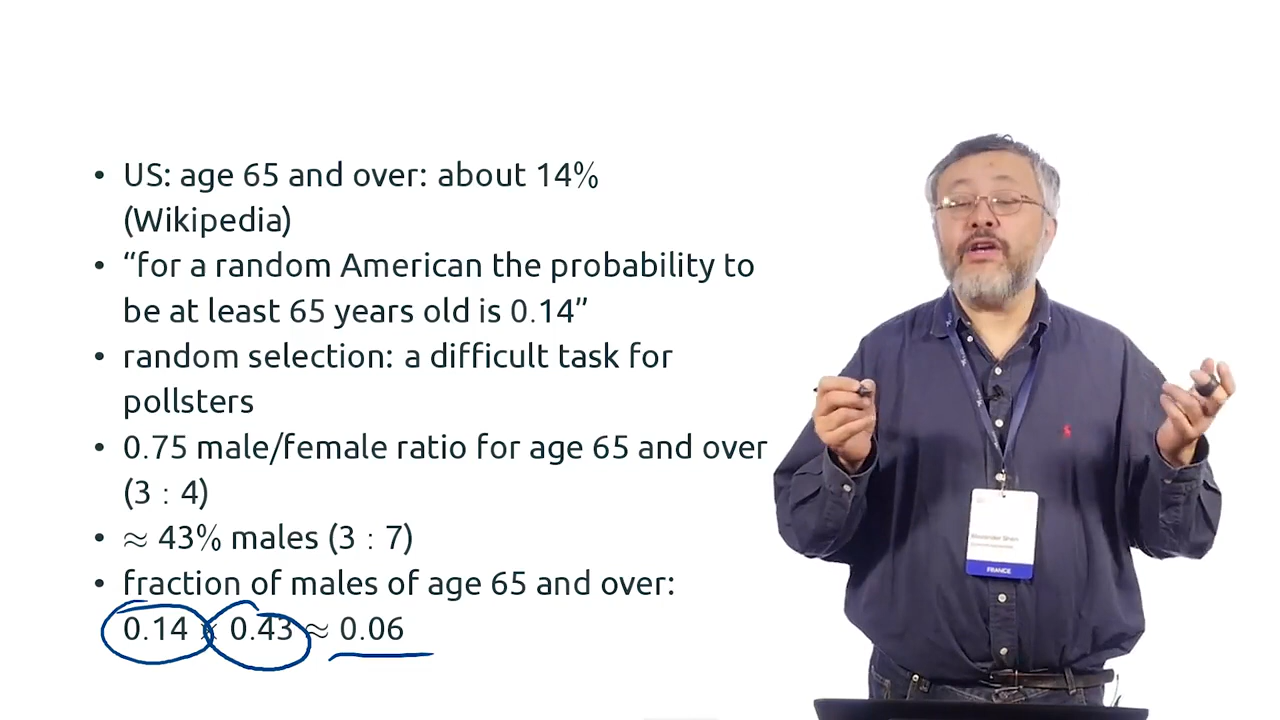 • US: age 65 and over: about 14%
(Wikipedia)
• “for a random American the probability to
be at least 65 years old is 0.14”
• random selection: a difficult task for
pollsters
• 0.75 male/female ratio for age 65 and over
(3 : 4)
• ≈ 43% males (3 : 7)
• fraction of males of age 65 and over:
0.14 × 0.43 ≈ 0.06
Alexander Shen
FRANCE